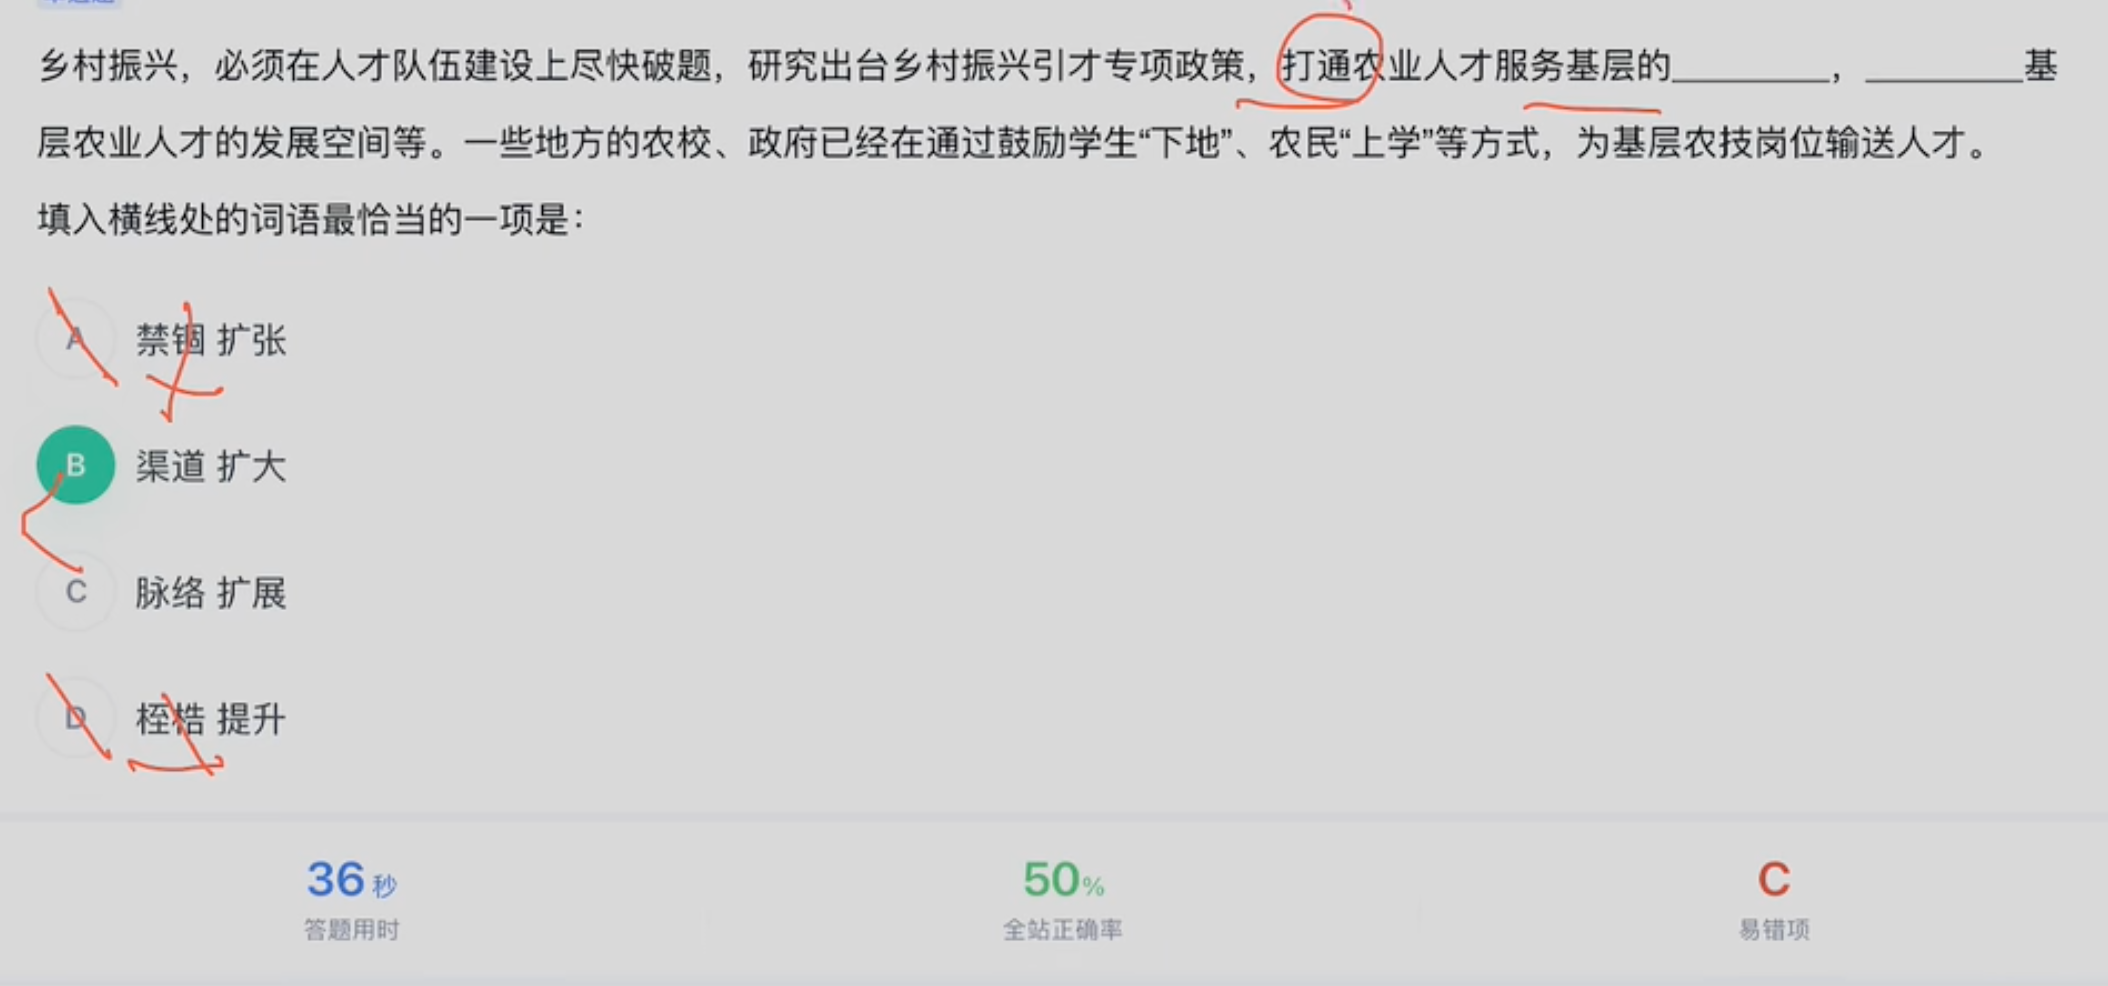 乡村振兴，必须在人才队伍建设上尽快破题，研究出台乡村振兴引才专项政策，打通农业人才服务基层的________，________基
层农业人才的发展空间等。一些地方的农校、政府已经在通过鼓励学生“下地”、农民“上学”等方式，为基层农技岗位输送人才。
填入横线处的词语最恰当的一项是：
A 禁锢 扩张
B 渠道 扩大
C 脉络 扩展
D 桎梏 提升
36秒 50% C
答题用时 全站正确率 易错项